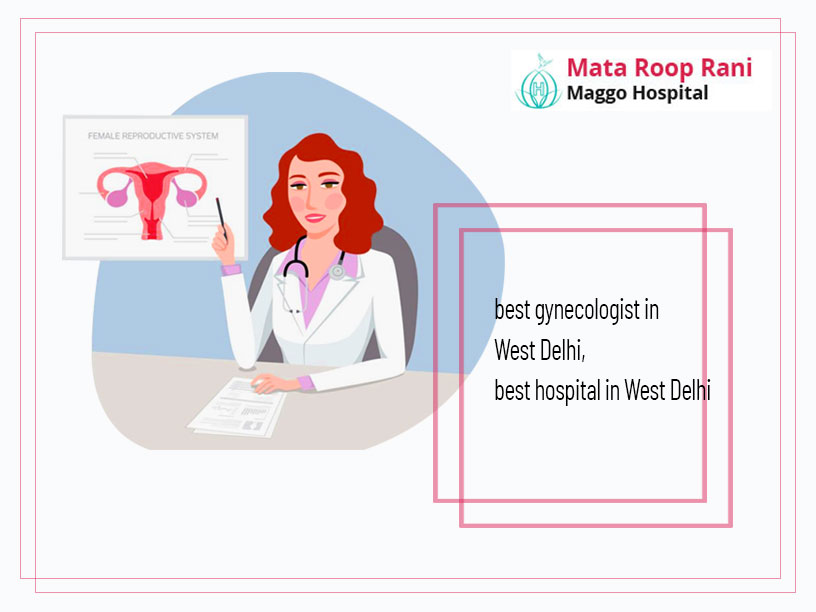 Mata Roop Rani
Maggo Hospital
FEMALE REPRODUCTIVE SYSTEM
best gynecologist in
West Delhi,
best hospital in West Delhi